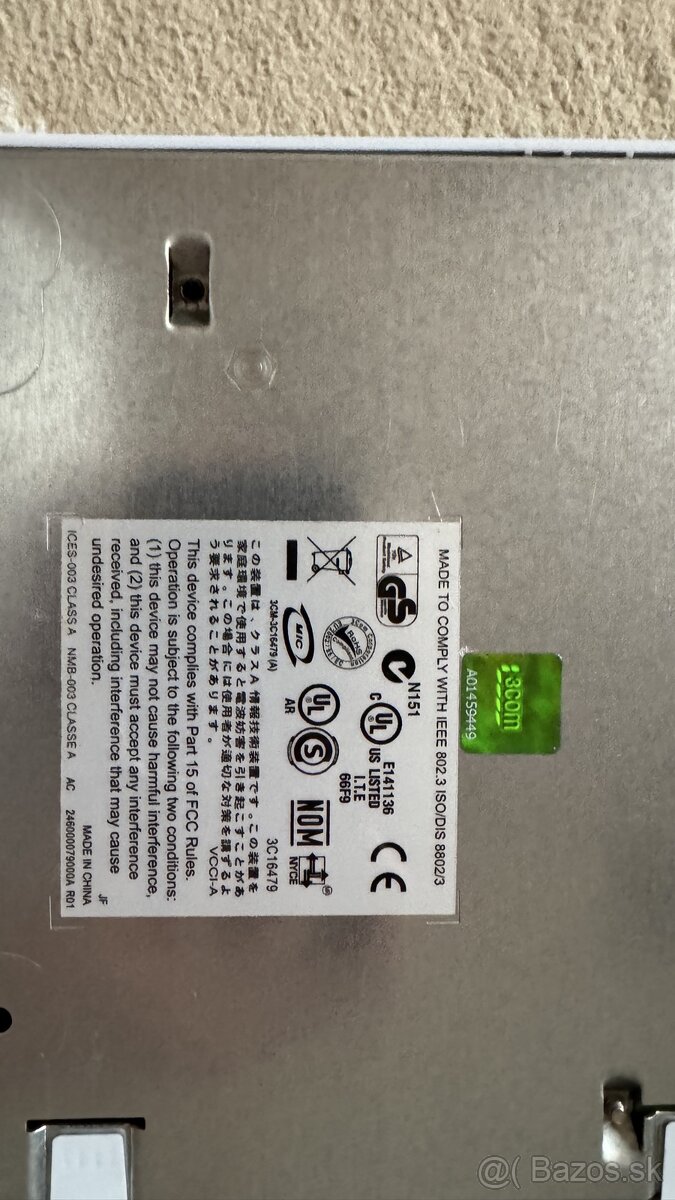 MADE TO COMPLY WITH IEEE 802.3 ISO/DIS 8802/3
GS
N151
C UL US LISTED
E141136
I.T.E
66F9
CE
MIC
RoHS
UL
AR
S
NOM
NYCE
3CM-3C16479 (A)
3C16479
この装置は、クラスA情報技術装置です。この装置を
家庭環境で使用すると電波妨害を引き起こすことがあ
ります。この場合には使用者が適切な対策を講ずるよ
う要求されることがあります。
VCCI-A
This device complies with Part 15 of FCC Rules.
Operation is subject to the following two conditions:
(1) this device may not cause harmful interference,
and (2) this device must accept any interference
received, including interference that may cause
undesired operation.
JF
MADE IN CHINA
ICES-003 CLASS A NMB-003 CLASSE A AC 246000079000A R01
3com
A01459449
@( Bazos.sk